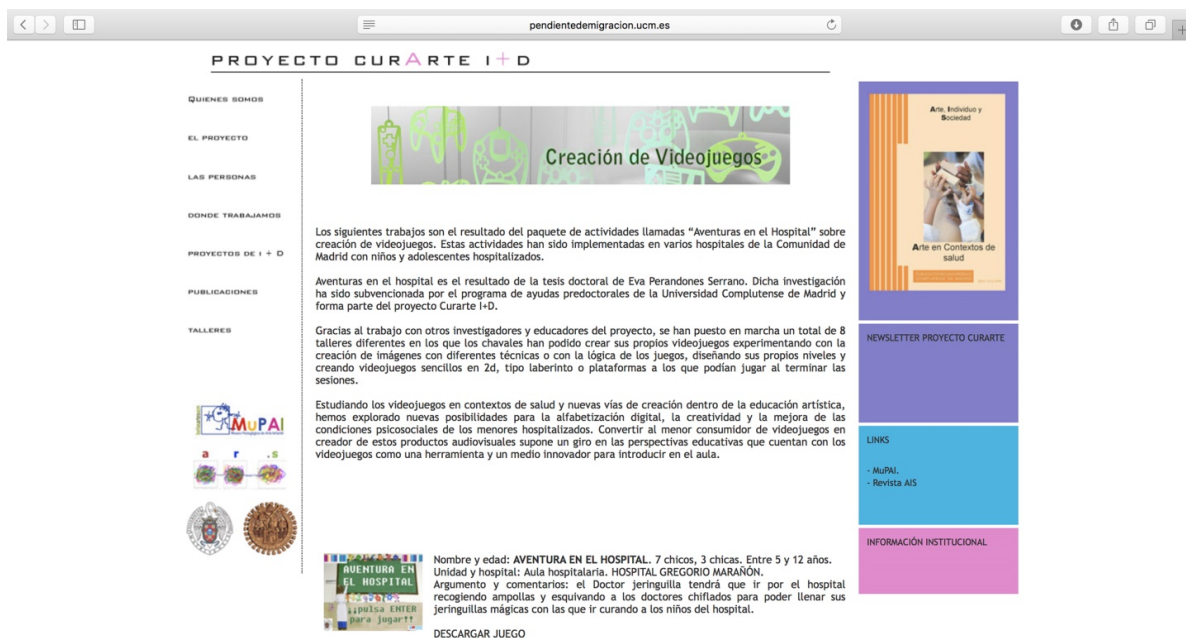 pendientedemigracion.ucm.es
PROYECTO CURARTE I+D
QUIENES SOMOS
EL PROYECTO
LAS PERSONAS
DONDE TRABAJAMOS
PROYECTOS DE I + D
PUBLICACIONES
TALLERES
MuPAI
a r .s
Creación de Videojuegos
Los siguientes trabajos son el resultado del paquete de actividades llamadas “Aventuras en el Hospital” sobre
creación de videojuegos. Estas actividades han sido implementadas en varios hospitales de la Comunidad de
Madrid con niños y adolescentes hospitalizados.
Aventuras en el hospital es el resultado de la tesis doctoral de Eva Perandones Serrano. Dicha investigación
ha sido subvencionada por el programa de ayudas predoctorales de la Universidad Complutense de Madrid y
forma parte del proyecto Curarte I+D.
Gracias al trabajo con otros investigadores y educadores del proyecto, se han puesto en marcha un total de 8
talleres diferentes en los que los chavales han podido crear sus propios videojuegos experimentando con la
creación de imágenes con diferentes técnicas o con la lógica de los juegos, diseñando sus propios niveles y
creando videojuegos sencillos en 2d, tipo laberinto o plataformas a los que podían jugar al terminar las
sesiones.
Estudiando los videojuegos en contextos de salud y nuevas vías de creación dentro de la educación artística,
hemos explorado nuevas posibilidades para la alfabetización digital, la creatividad y la mejora de las
condiciones psicosociales de los menores hospitalizados. Convertir al menor consumidor de videojuegos en
creador de estos productos audiovisuales supone un giro en las perspectivas educativas que cuentan con los
videojuegos como una herramienta y un medio innovador para introducir en el aula.
AVENTURA EN
EL HOSPITAL
¡¡pulsa ENTER
para jugar!!
Nombre y edad: AVENTURA EN EL HOSPITAL. 7 chicos, 3 chicas. Entre 5 y 12 años.
Unidad y hospital: Aula hospitalaria. HOSPITAL GREGORIO MARAÑÓN.
Argumento y comentarios: el Doctor jeringuilla tendrá que ir por el hospital
recogiendo ampollas y esquivando a los doctores chiflados para poder llenar sus
jeringuillas mágicas con las que ir curando a los niños del hospital.
DESCARGAR JUEGO
Arte, Individuo y
Sociedad
Arte en Contextos de
salud
NEWSLETTER PROYECTO CURARTE
LINKS
- MuPAI.
- Revista AIS
INFORMACIÓN INSTITUCIONAL